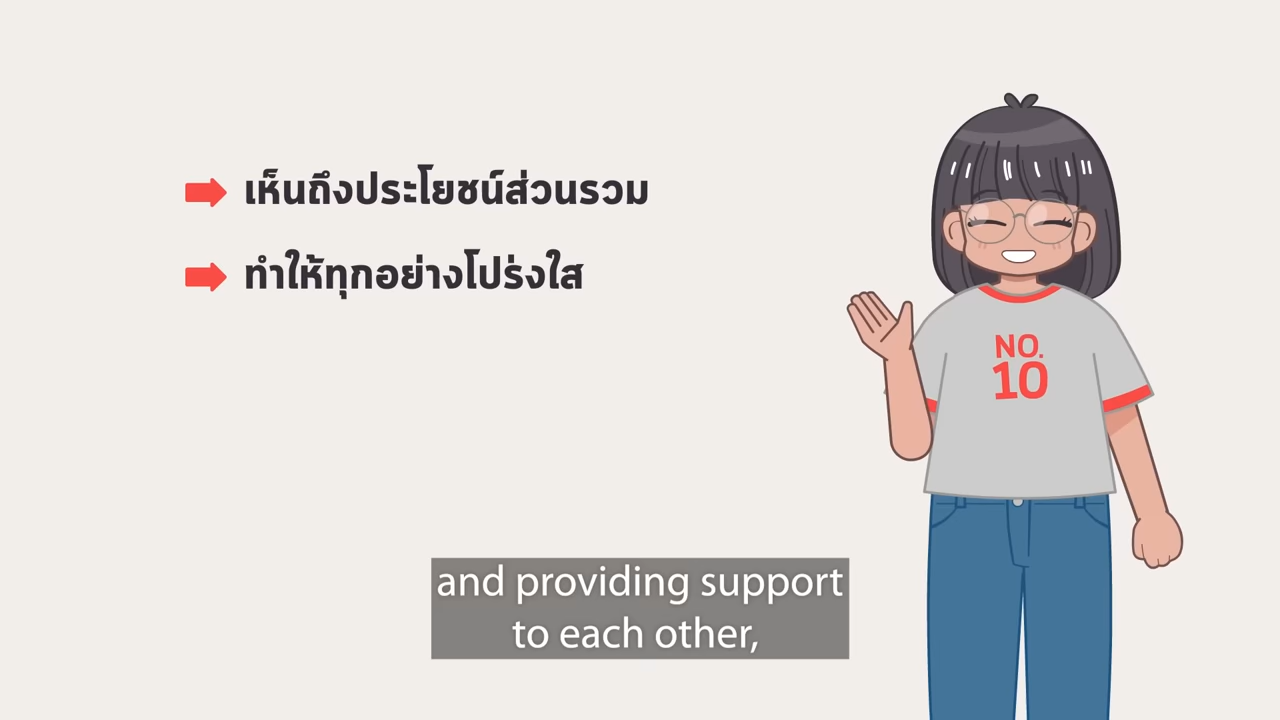 เห็นถึงประโยชน์ส่วนรวม
ทำให้ทุกอย่างโปร่งใส
NO.
10
and providing support
to each other,